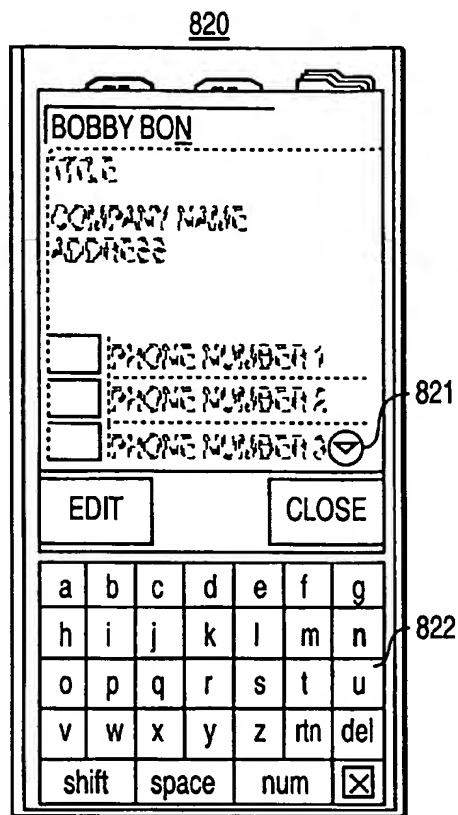 820
BOBBY BON
TITLE
COMPANY NAME
ADDRESS
PHONE NUMBER 1
PHONE NUMBER 2
PHONE NUMBER 3
821
EDIT CLOSE
a b c d e f g
h i j k l m n
822
o p q r s t u
v w x y z rtn del
shift space num